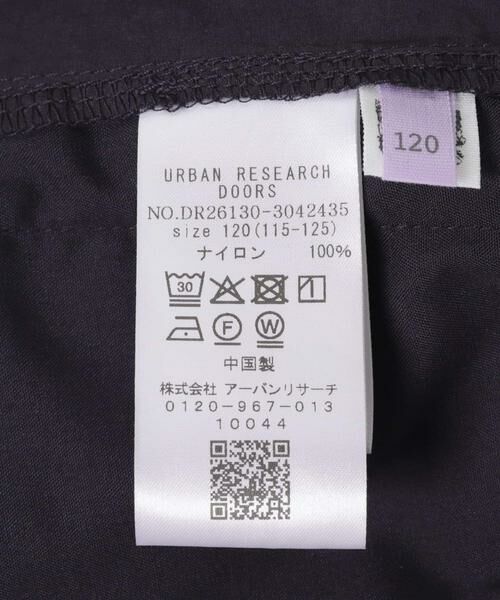 URBAN RESEARCH
DOORS
NO.DR26130-3042435
size 120(115-125)
ナイロン 100%
30
F W
中国製
株式会社 アーバンリサーチ
0120-967-013
10044
120